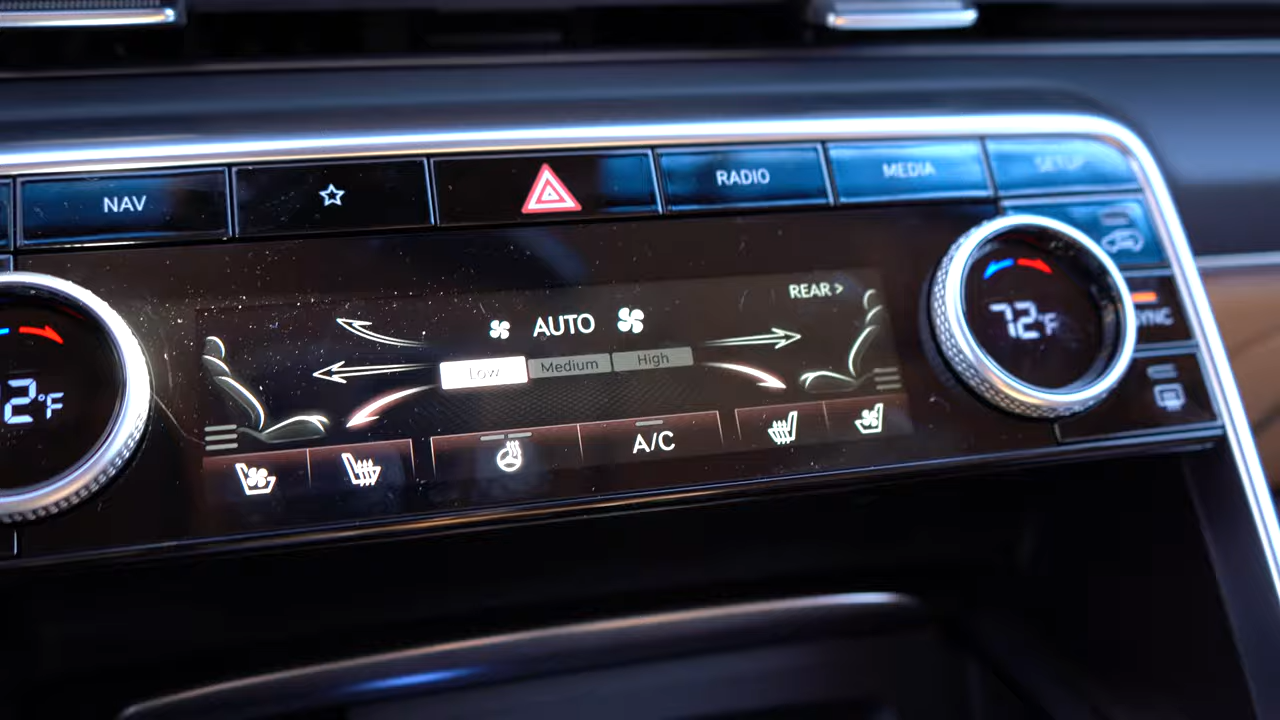 NAV
RADIO
MEDIA
SETUP
REAR >
AUTO
Low Medium High
72°F
2°F
SYNC
A/C